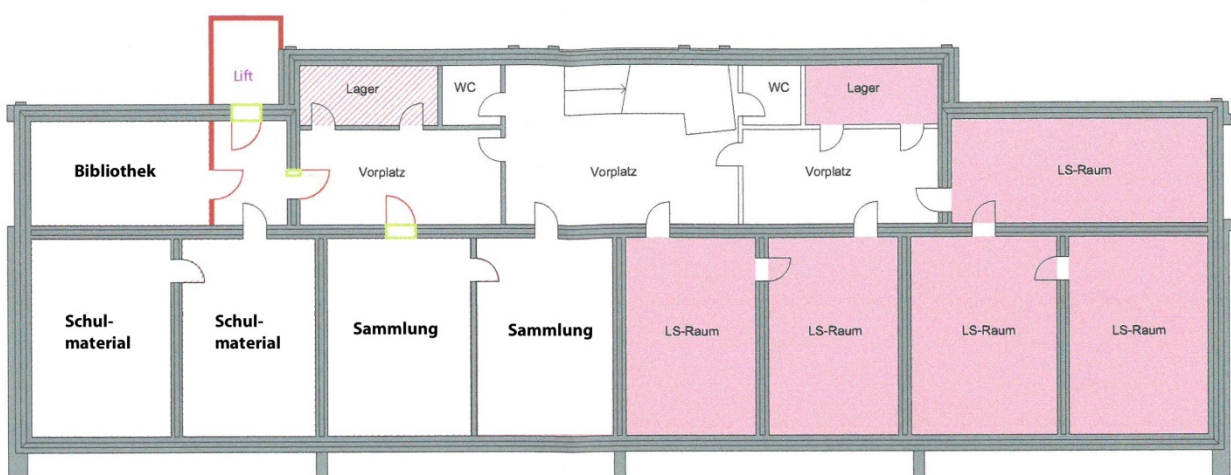 Lift
Lager
WC
WC
Lager
Bibliothek
Vorplatz
Vorplatz
Vorplatz
LS-Raum
Schul-
material
Schul-
material
Sammlung
Sammlung
LS-Raum
LS-Raum
LS-Raum
LS-Raum